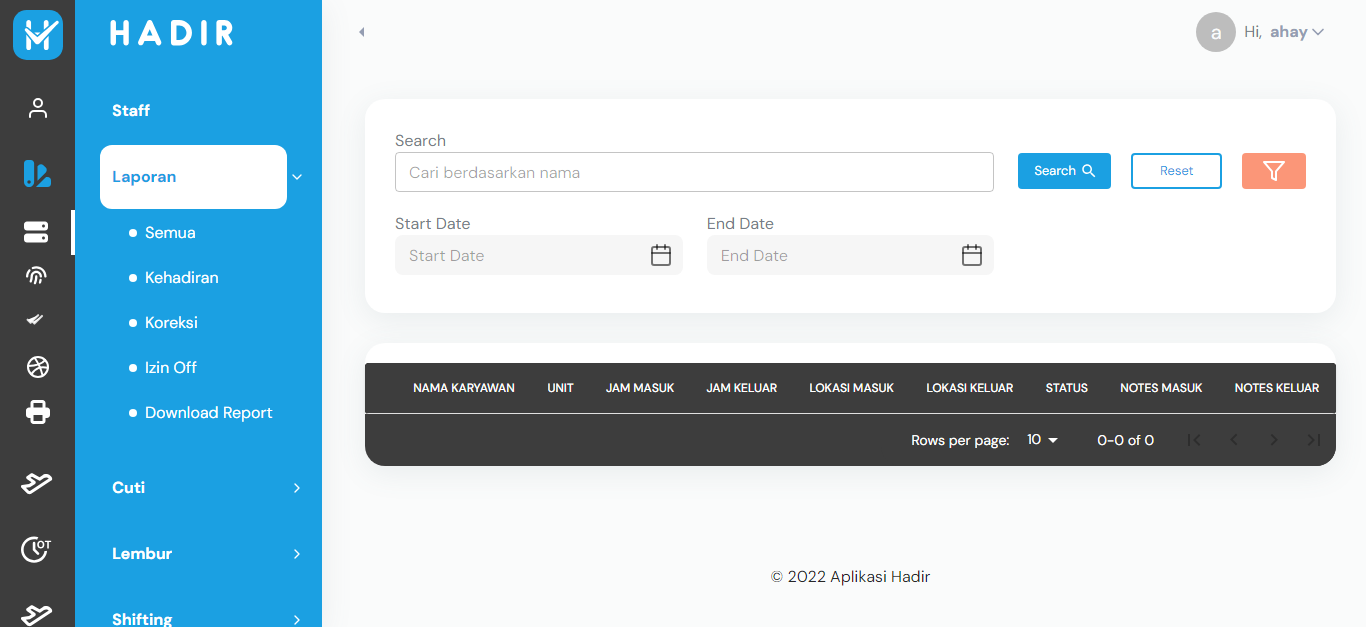 HADIR
Hi, ahay
a
Staff
Laporan
Semua
Kehadiran
Koreksi
Izin Off
Download Report
Cuti
OT
Lembur
Shifting
Search
Cari berdasarkan nama
Search
Reset
Start Date
End Date
Start Date
End Date
NAMA KARYAWAN UNIT JAM MASUK JAM KELUAR LOKASI MASUK LOKASI KELUAR STATUS NOTES MASUK NOTES KELUAR
Rows per page: 10 0-0 of 0
© 2022 Aplikasi Hadir